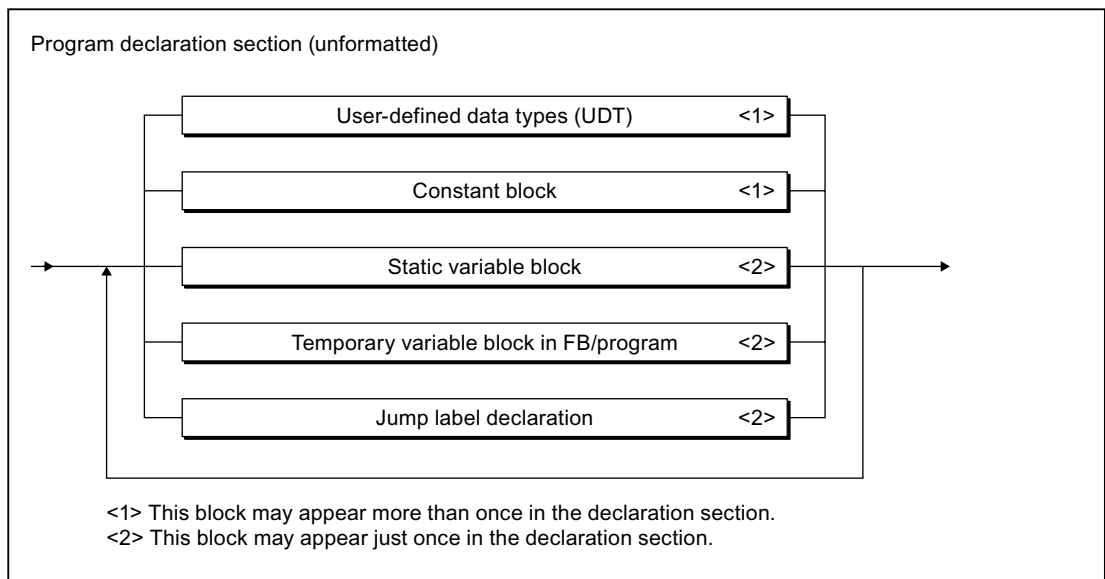 Program declaration section (unformatted)
User-defined data types (UDT) <1>
Constant block <1>
Static variable block <2>
Temporary variable block in FB/program <2>
Jump label declaration <2>
<1> This block may appear more than once in the declaration section.
<2> This block may appear just once in the declaration section.